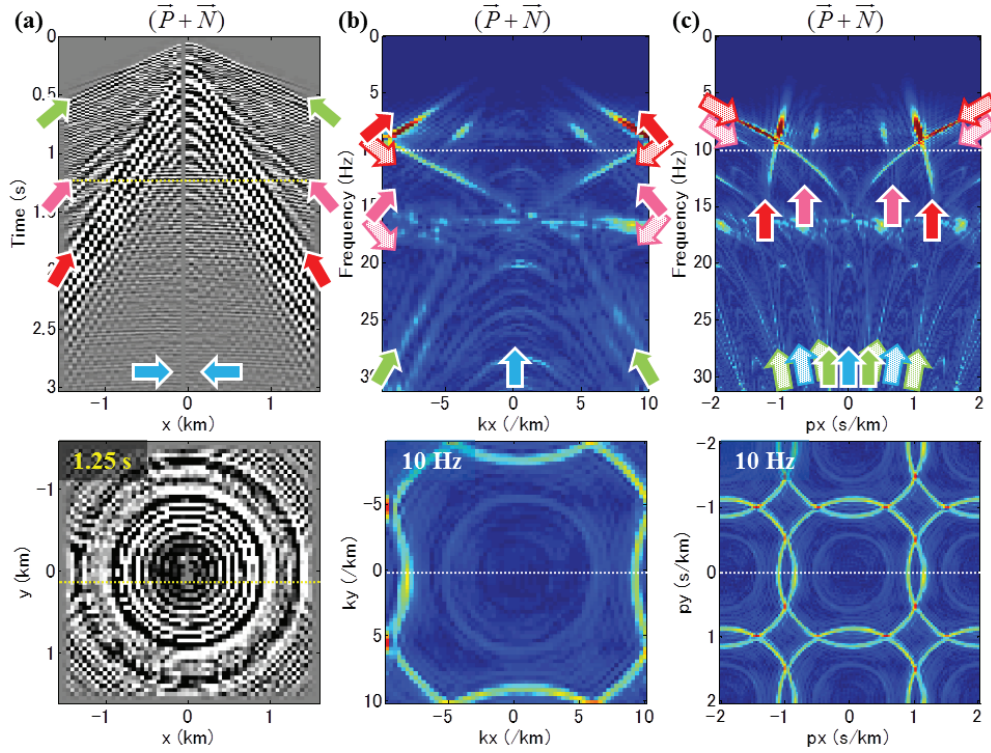 (a) (P⃗ + N⃗) (b) (P⃗ + N⃗) (c) (P⃗ + N⃗)
0 0.5 1 1.5 2 2.5 3
Time (s)
−1 0 1
x (km)
5 10 15 20 25 30
Frequency (Hz)
−5 0 5 10
kx (/km)
0 5 10 15 20 25 30
Frequency (Hz)
−2 −1 0 1 2
px (s/km)
1.25 s
−1 0 1
y (km)
−1 0 1
x (km)
10 Hz
−5 0 5 10
ky (/km)
−5 0 5 10
kx (/km)
10 Hz
−2 −1 0 1 2
py (s/km)
−2 −1 0 1 2
px (s/km)